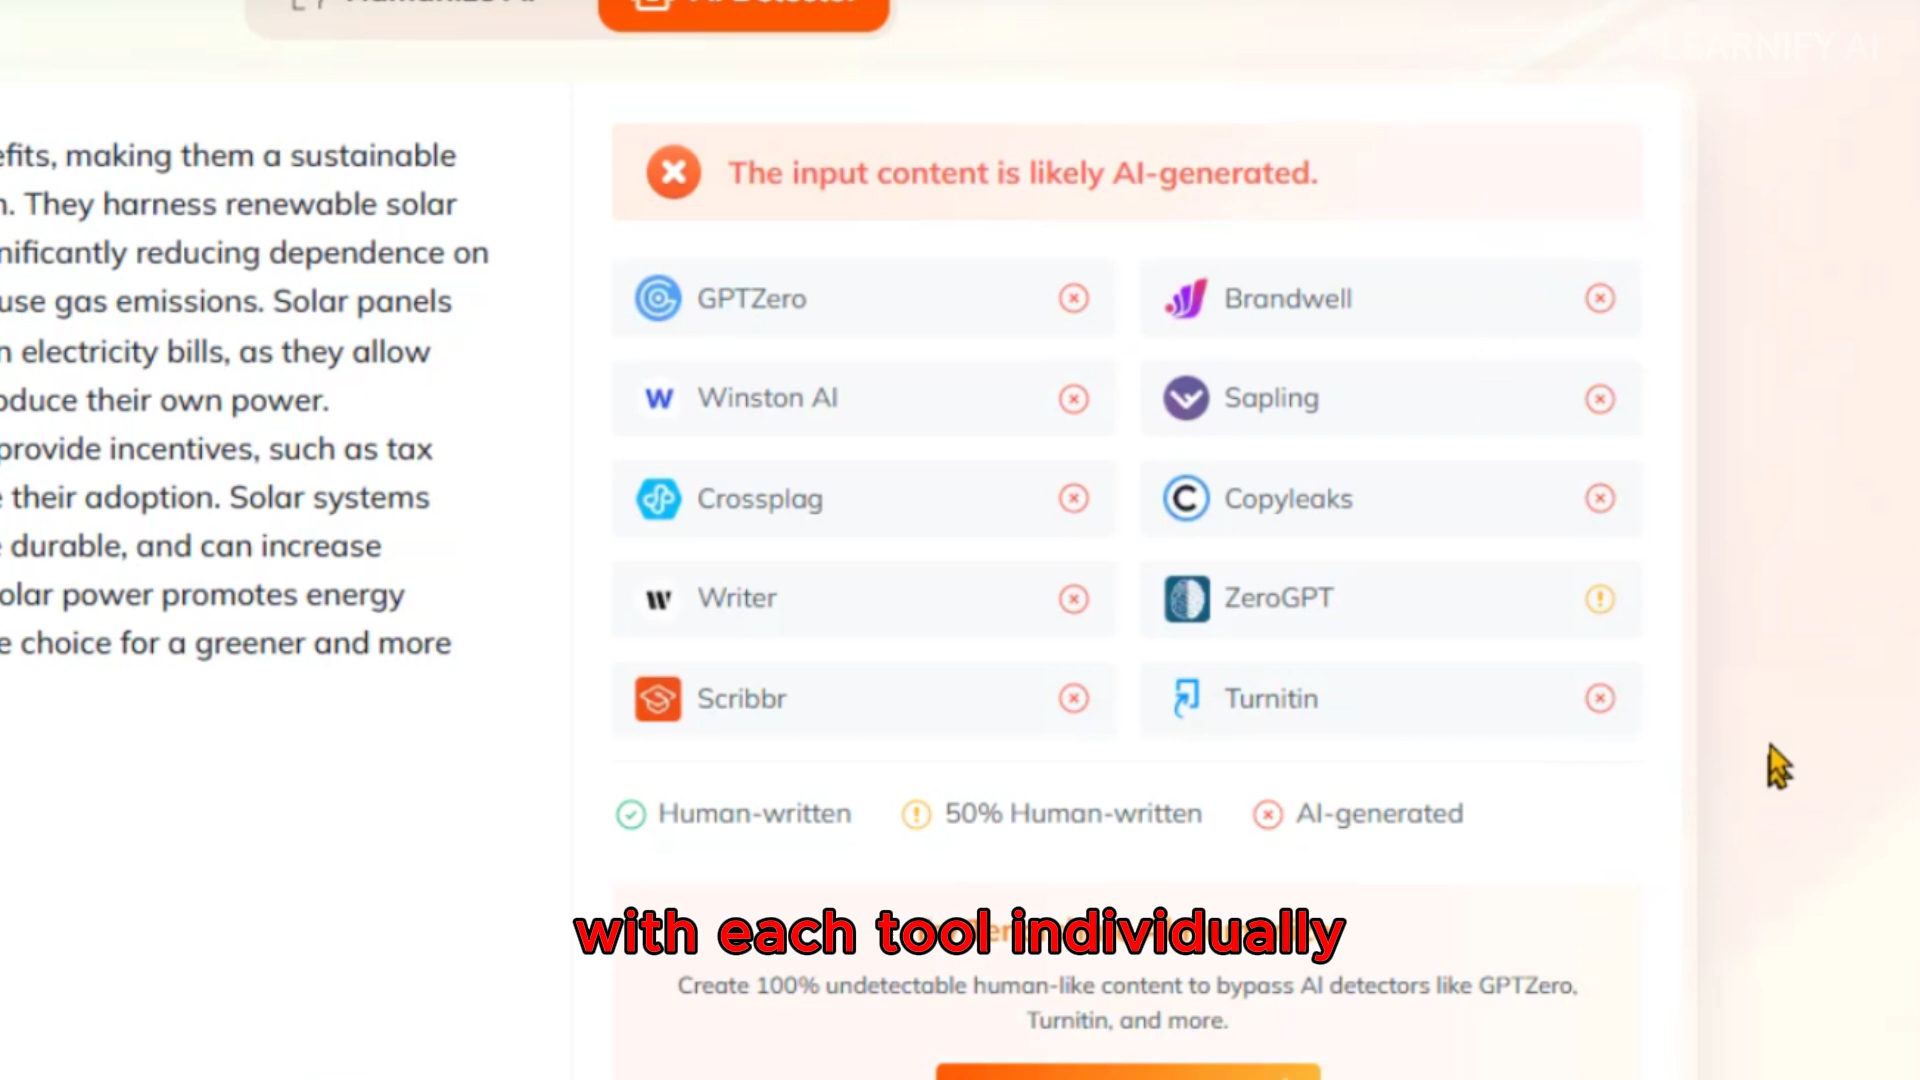 LEARNIFY AI
efits, making them a sustainable
n. They harness renewable solar
nificantly reducing dependence on
use gas emissions. Solar panels
n electricity bills, as they allow
oduce their own power.
provide incentives, such as tax
e their adoption. Solar systems
e durable, and can increase
olar power promotes energy
e choice for a greener and more
The input content is likely AI-generated.
GPTZero
Brandwell
Winston AI
Sapling
Crossplag
Copyleaks
Writer
ZeroGPT
Scribbr
Turnitin
Human-written
50% Human-written
AI-generated
with each tool individually
Create 100% undetectable human-like content to bypass AI detectors like GPTZero,
Turnitin, and more.